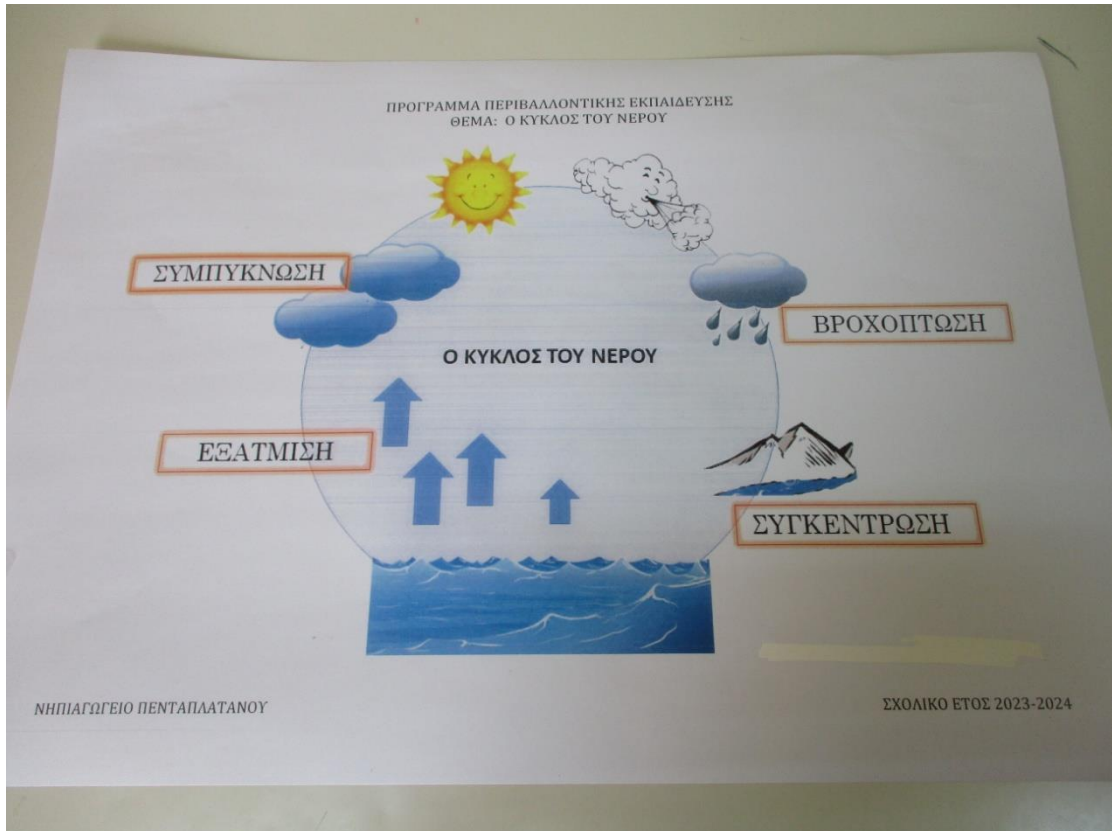 ΠΡΟΓΡΑΜΜΑ ΠΕΡΙΒΑΛΛΟΝΤΙΚΗΣ ΕΚΠΑΙΔΕΥΣΗΣ
ΘΕΜΑ: Ο ΚΥΚΛΟΣ ΤΟΥ ΝΕΡΟΥ
ΣΥΜΠΥΚΝΩΣΗ
ΒΡΟΧΟΠΤΩΣΗ
Ο ΚΥΚΛΟΣ ΤΟΥ ΝΕΡΟΥ
ΕΞΑΤΜΙΣΗ
ΣΥΓΚΕΝΤΡΩΣΗ
ΝΗΠΙΑΓΩΓΕΙΟ ΠΕΝΤΑΠΛΑΤΑΝΟΥ
ΣΧΟΛΙΚΟ ΕΤΟΣ 2023-2024